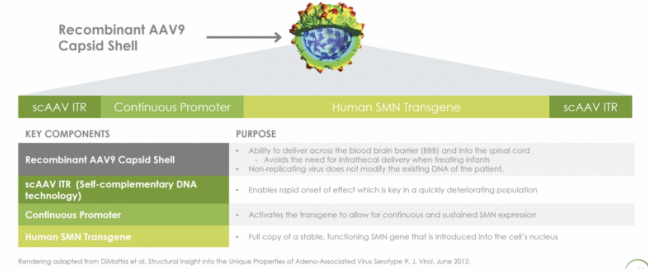 Recombinant AAV9
Capsid Shell
scAAV ITR
Continuous Promoter
Human SMN Transgene
scAAV ITR
KEY COMPONENTS
PURPOSE
Recombinant AAV9 Capsid Shell
• Ability to deliver across the blood brain barrier (BBB) and into the spinal cord
- Avoids the need for intrathecal delivery when treating infants
• Non-replicating virus does not modify the existing DNA of the patient.
scAAV ITR (Self-complementary DNA
technology)
• Enables rapid onset of effect which is key in a quickly deteriorating population
Continuous Promoter
• Activates the transgene to allow for continuous and sustained SMN expression
Human SMN Transgene
• Full copy of a stable, functioning SMN gene that is introduced into the cell's nucleus
Rendering adapted from DiMattia et al. Structural Insight into the Unique Properties of Adeno-Associated Virus Serotype 9. J. Virol. June 2012.